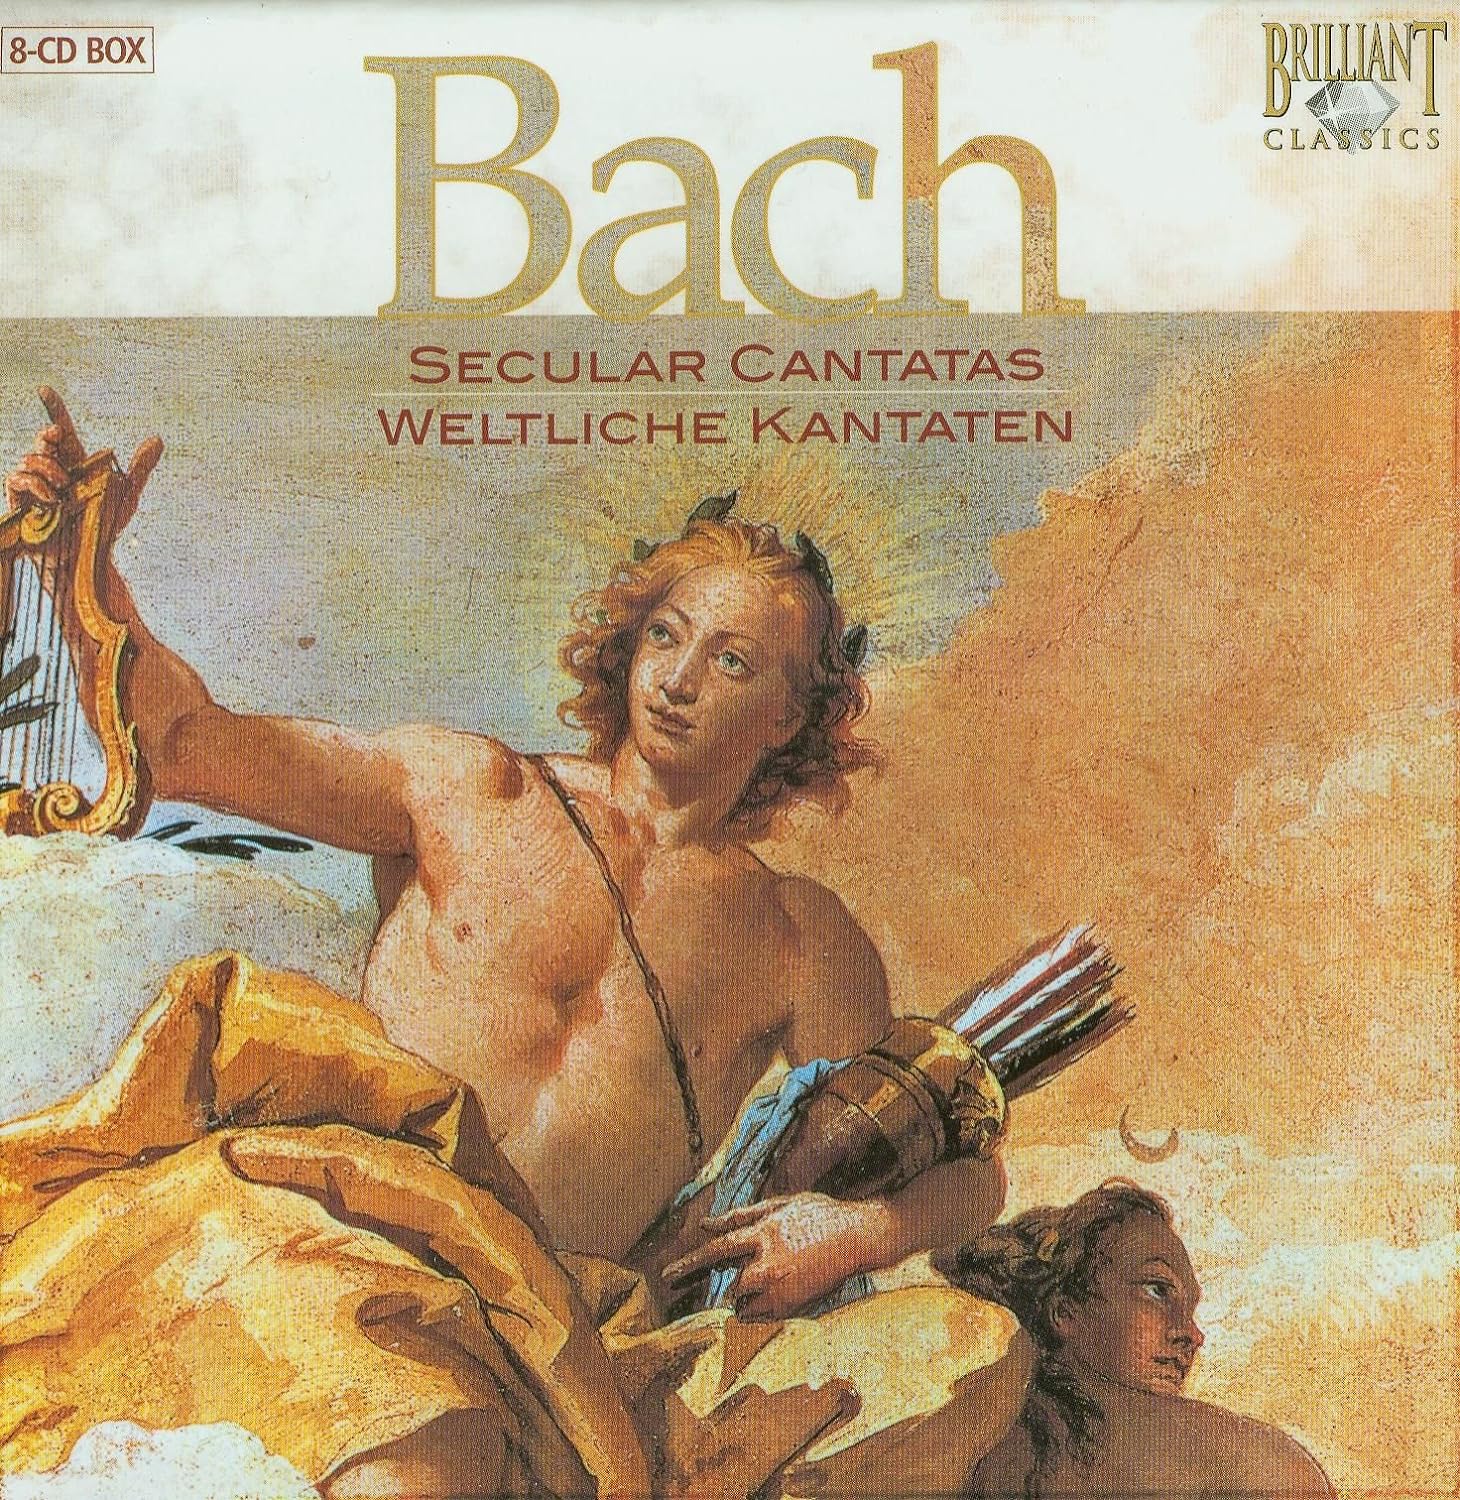 8-CD BOX
Bach
BRILLIANT
CLASSICS
SECULAR CANTATAS
WELTLICHE KANTATEN